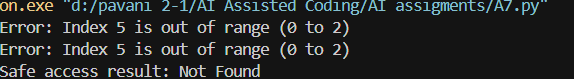 on.exe "d:/pavani 2-1/AI Assisted Coding/AI assigments/A7.py"
Error: Index 5 is out of range (0 to 2)
Error: Index 5 is out of range (0 to 2)
Safe access result: Not Found